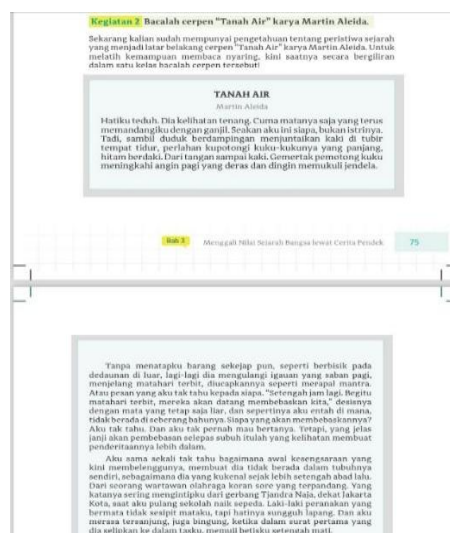 Kegiatan 2 Bacalah cerpen "Tanah Air" karya Martin Aleida.
Sekarang kalian sudah mempunyai pengetahuan tentang peristiwa sejarah
yang menjadi latar belakang cerpen "Tanah Air" karya Martin Aleida. Untuk
melatih kemampuan membaca nyaring, kini saatnya secara bergiliran
dalam satu kelas bacalah cerpen tersebut!
TANAH AIR
Martin Aleida
Hatiku teduh. Dia kelihatan tenang. Cuma matanya saja yang terus
memandangiku dengan ganjil. Seakan aku ini siapa, bukan istrinya.
Tadi, sambil duduk berdampingan menjuntaikan kaki di tubir
tempat tidur, perlahan kupotongi kuku-kukunya yang panjang,
hitam berdaki. Dari tangan sampai kaki. Gemertak pemotong kuku
meningkahi angin pagi yang deras dan dingin memukuli jendela.
Bab 3 Menggali Nilai Sejarah Bangsa lewat Cerita Pendek 75
Tanpa menatapku barang sekejap pun, seperti berbisik pada
dedaunan di luar, lagi-lagi dia mengulangi igauan yang saban pagi,
menjelang matahari terbit, diucapkannya seperti merapal mantra.
Atau pesan yang aku tak tahu kepada siapa. "Setengah jam lagi. Begitu
matahari terbit, mereka akan datang membebaskan kita," desisnya
dengan mata yang tetap saja liar, dan sepertinya aku entah di mana,
tidak berada di seberang bahunya. Siapa yang akan membebaskannya?
Aku tak tahu. Dan aku tak pernah mau bertanya. Tetapi, yang jelas
janji akan pembebasan selepas subuh itulah yang kelihatan membuat
penderitaannya lebih dalam.
Aku sama sekali tak tahu bagaimana awal kesengsaraan yang
kini membelenggunya, membuat dia tidak berada dalam tubuhnya
sendiri, sebagaimana dia yang kukenal sejak lebih setengah abad lalu.
Dari seorang wartawan olahraga koran sore yang terpandang. Yang
katanya sering mengintipku dari gerbang Tjandra Naja, dekat Jakarta
Kota, saat aku pulang sekolah naik sepeda. Laki-laki peranakan yang
bermata tidak sesipit mataku, tapi hatinya sungguh lapang. Dan aku
merasa tersanjung, juga bingung, ketika dalam surat pertama yang
dia selipkan ke dalam tasku, memuji betisku setengah mati.